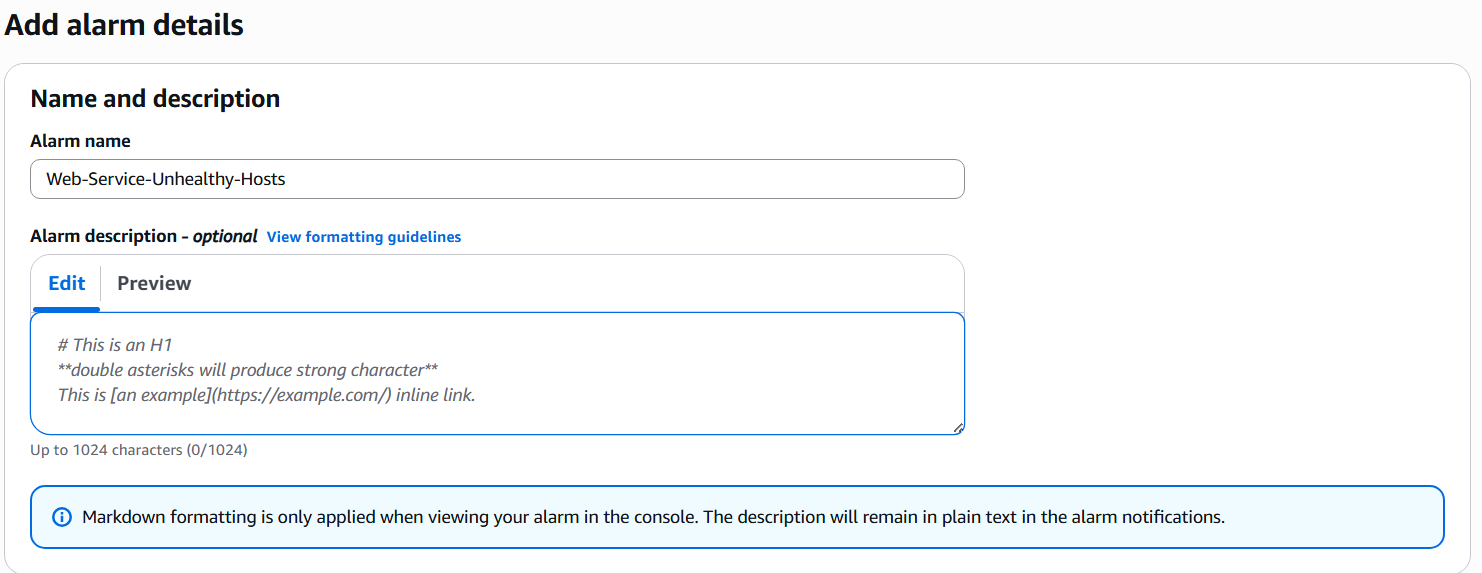 Add alarm details
Name and description
Alarm name
Web-Service-Unhealthy-Hosts
Alarm description - optional View formatting guidelines
Edit Preview
# This is an H1
**double asterisks will produce strong character**
This is [an example](https://example.com/) inline link.
Up to 1024 characters (0/1024)
Markdown formatting is only applied when viewing your alarm in the console. The description will remain in plain text in the alarm notifications.